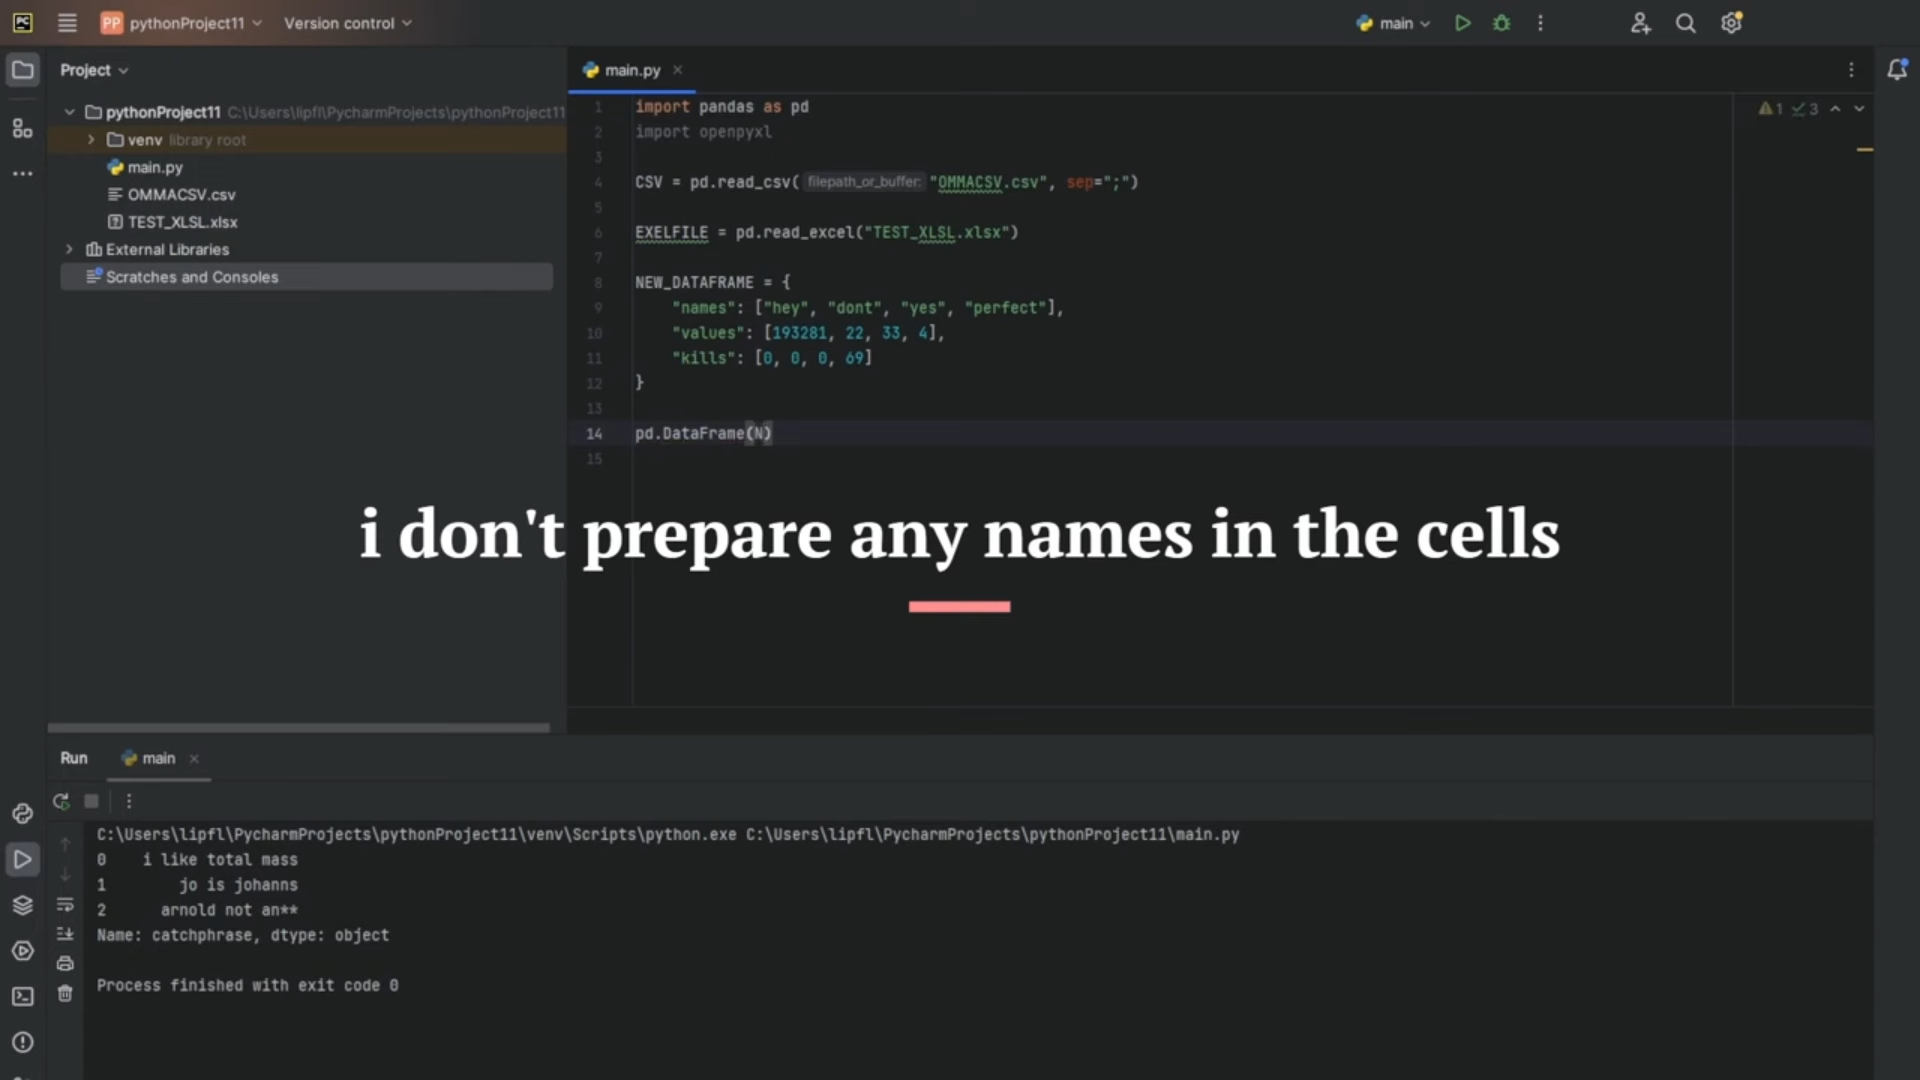 PC PP pythonProject11 Version control main
Project
main.py
pythonProject11 C:\Users\lipfl\PycharmProjects\pythonProject11
venv library root
main.py
OMMACSV.csv
TEST_XLSL.xlsx
External Libraries
Scratches and Consoles
1 import pandas as pd
2 import openpyxl
3
4 CSV = pd.read_csv( filepath_or_buffer: "OMMACSV.csv", sep=";")
5
6 EXELFILE = pd.read_excel("TEST_XLSL.xlsx")
7
8 NEW_DATAFRAME = {
9 "names": ["hey", "dont", "yes", "perfect"],
10 "values": [193281, 22, 33, 4],
11 "kills": [0, 0, 0, 69]
12 }
13
14 pd.DataFrame(N)
15
1 3
i don't prepare any names in the cells
Run main
C:\Users\lipfl\PycharmProjects\pythonProject11\venv\Scripts\python.exe C:\Users\lipfl\PycharmProjects\pythonProject11\main.py
0 i like total mass
1 jo is johanns
2 arnold not an**
Name: catchphrase, dtype: object
Process finished with exit code 0